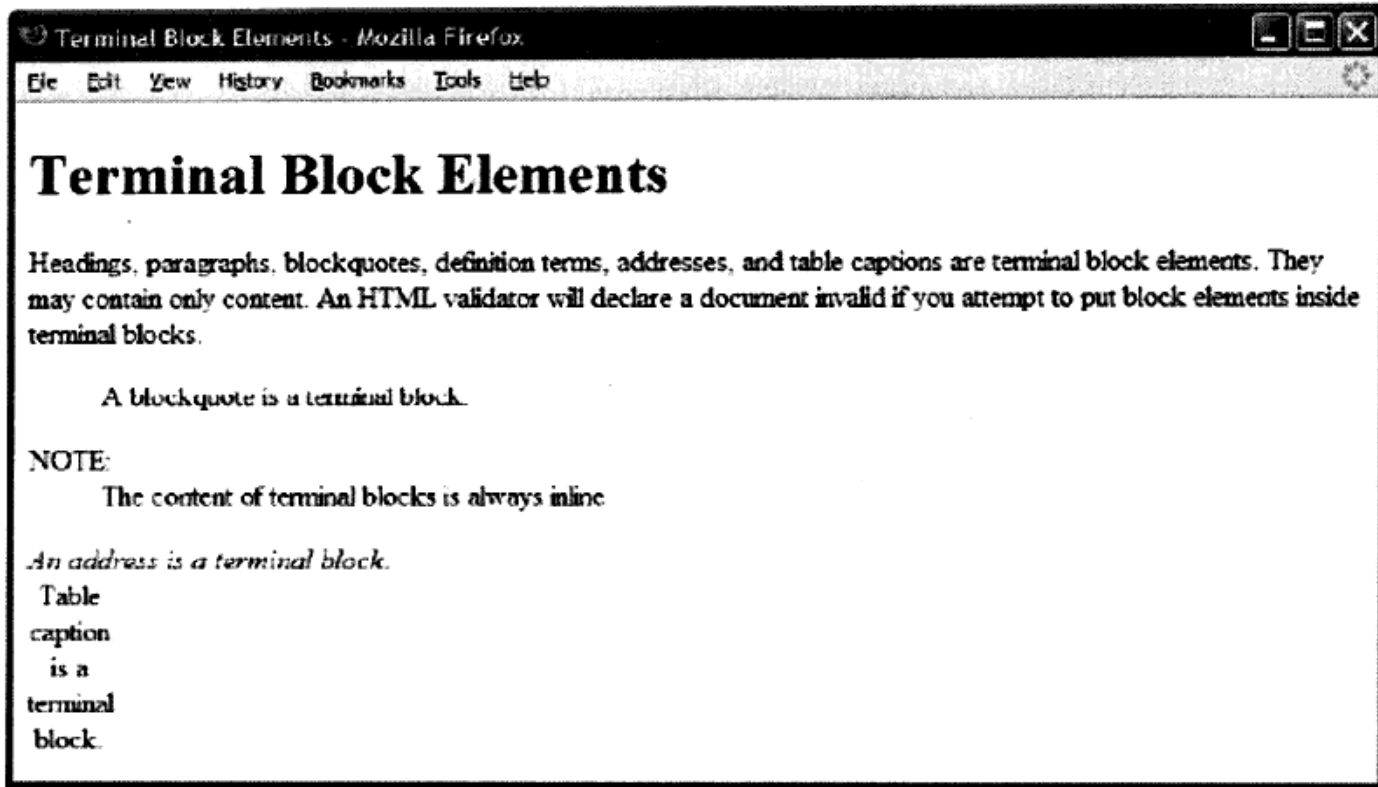 Terminal Block Elements - Mozilla Firefox
File Edit View History Bookmarks Tools Help
Terminal Block Elements
Headings, paragraphs, blockquotes, definition terms, addresses, and table captions are terminal block elements. They
may contain only content. An HTML validator will declare a document invalid if you attempt to put block elements inside
terminal blocks.
A blockquote is a terminal block.
NOTE:
The content of terminal blocks is always inline
An address is a terminal block.
Table
caption
is a
terminal
block.